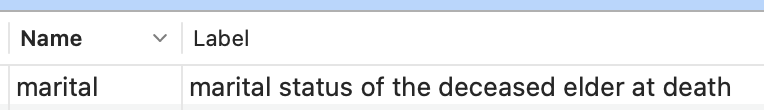 Name Label
marital marital status of the deceased elder at death